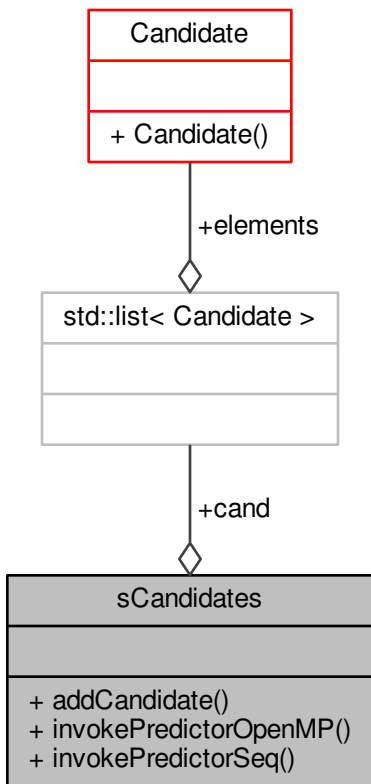 Candidate
+ Candidate()
+elements
std::list< Candidate >
+cand
sCandidates
+ addCandidate()
+ invokePredictorOpenMP()
+ invokePredictorSeq()